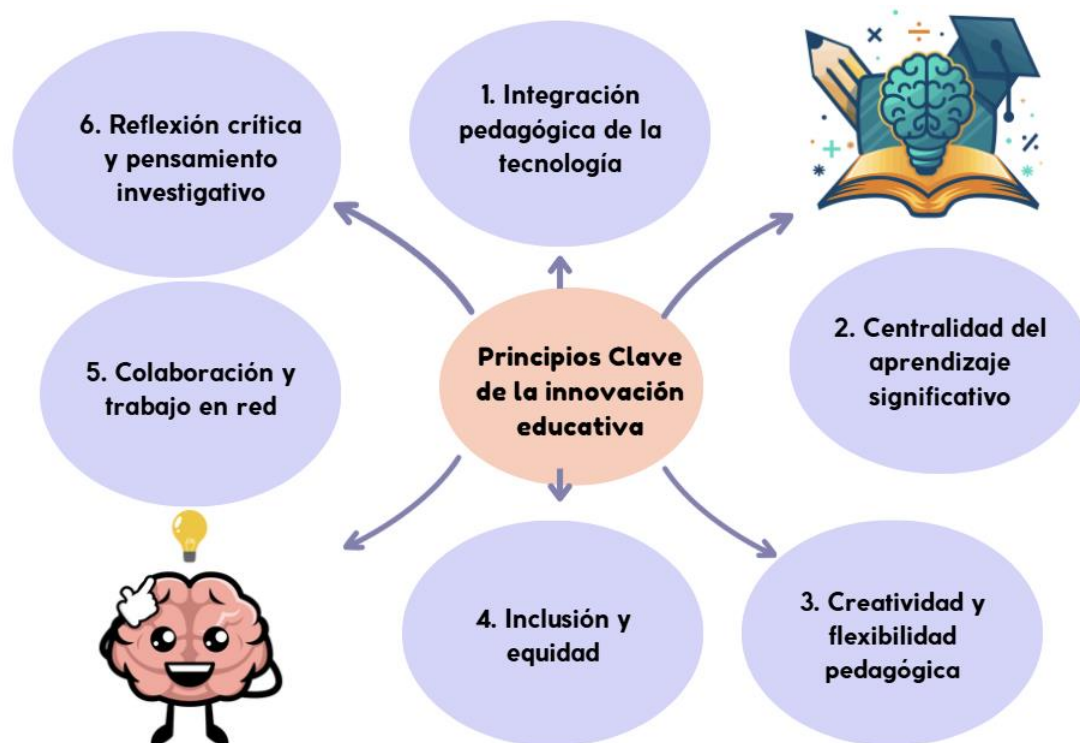 1. Integración
pedagógica de la
tecnología
6. Reflexión crítica
y pensamiento
investigativo
2. Centralidad del
aprendizaje
significativo
Principios Clave
de la innovación
educativa
5. Colaboración y
trabajo en red
3. Creatividad y
flexibilidad
pedagógica
4. Inclusión y
equidad